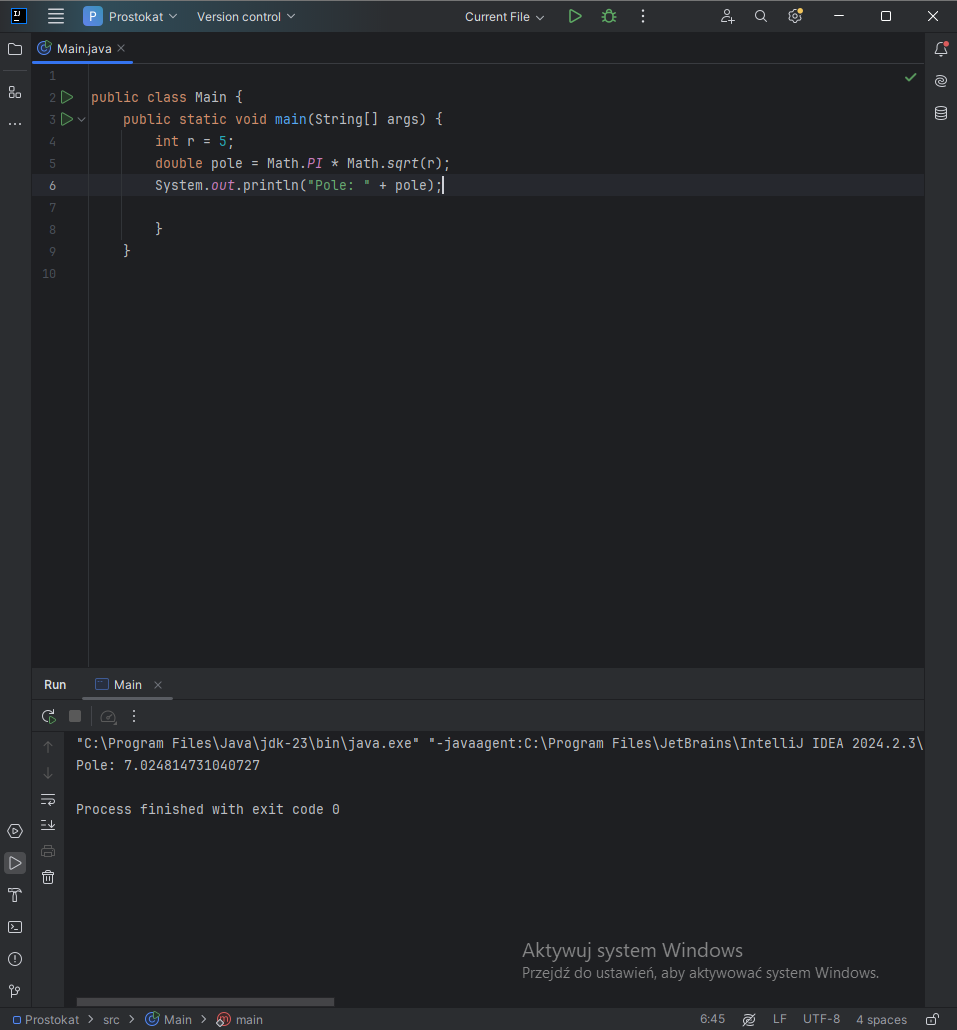 P Prostokat Version control Current File
Main.java
1
2 public class Main {
3 public static void main(String[] args) {
4 int r = 5;
5 double pole = Math.PI * Math.sqrt(r);
6 System.out.println("Pole: " + pole);
7
8 }
9 }
10
Run Main
"C:\Program Files\Java\jdk-23\bin\java.exe" "-javaagent:C:\Program Files\JetBrains\IntelliJ IDEA 2024.2.3\
Pole: 7.024814731040727
Process finished with exit code 0
Aktywuj system Windows
Przejdź do ustawień, aby aktywować system Windows.
Prostokat > src > Main > main 6:45 LF UTF-8 4 spaces